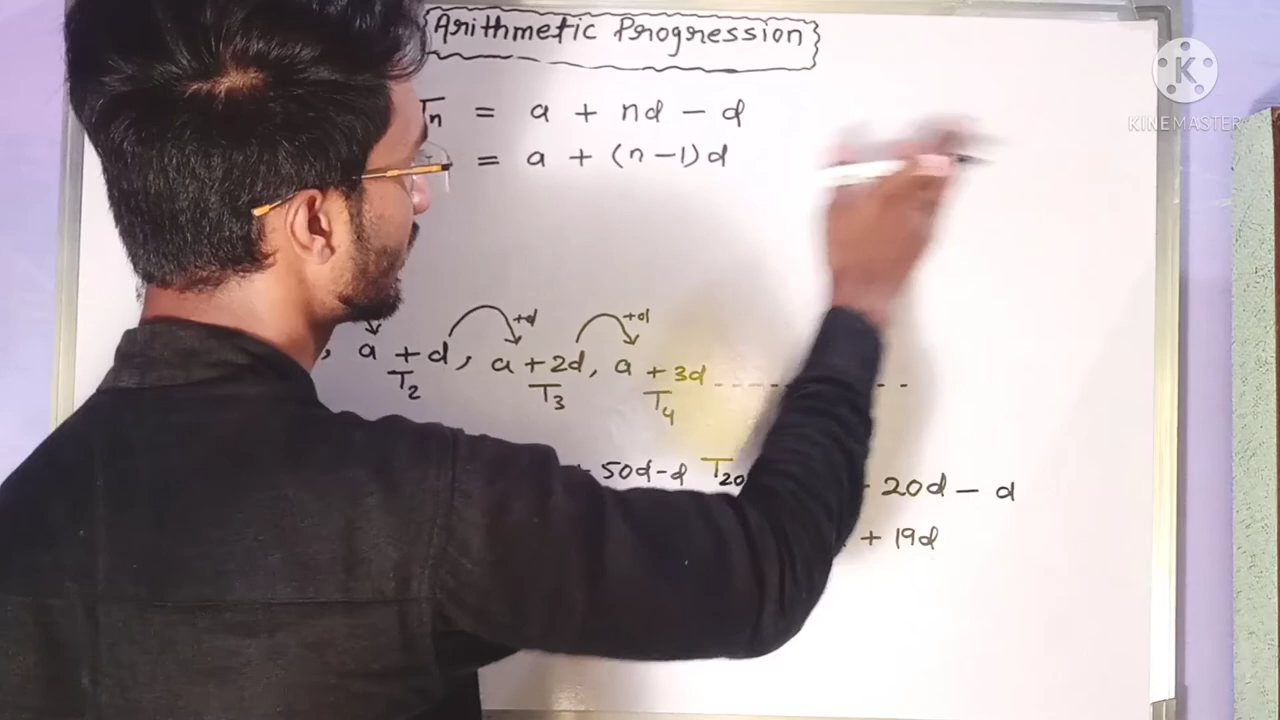 Arithmetic Progression
Tn = a + nd - d
= a + (n-1)d
+d +d
, a + d, a + 2d, a + 3d ----------
T2 T3 T4
50d-d T20 20d - d
+ 19d
K
KINEMASTER